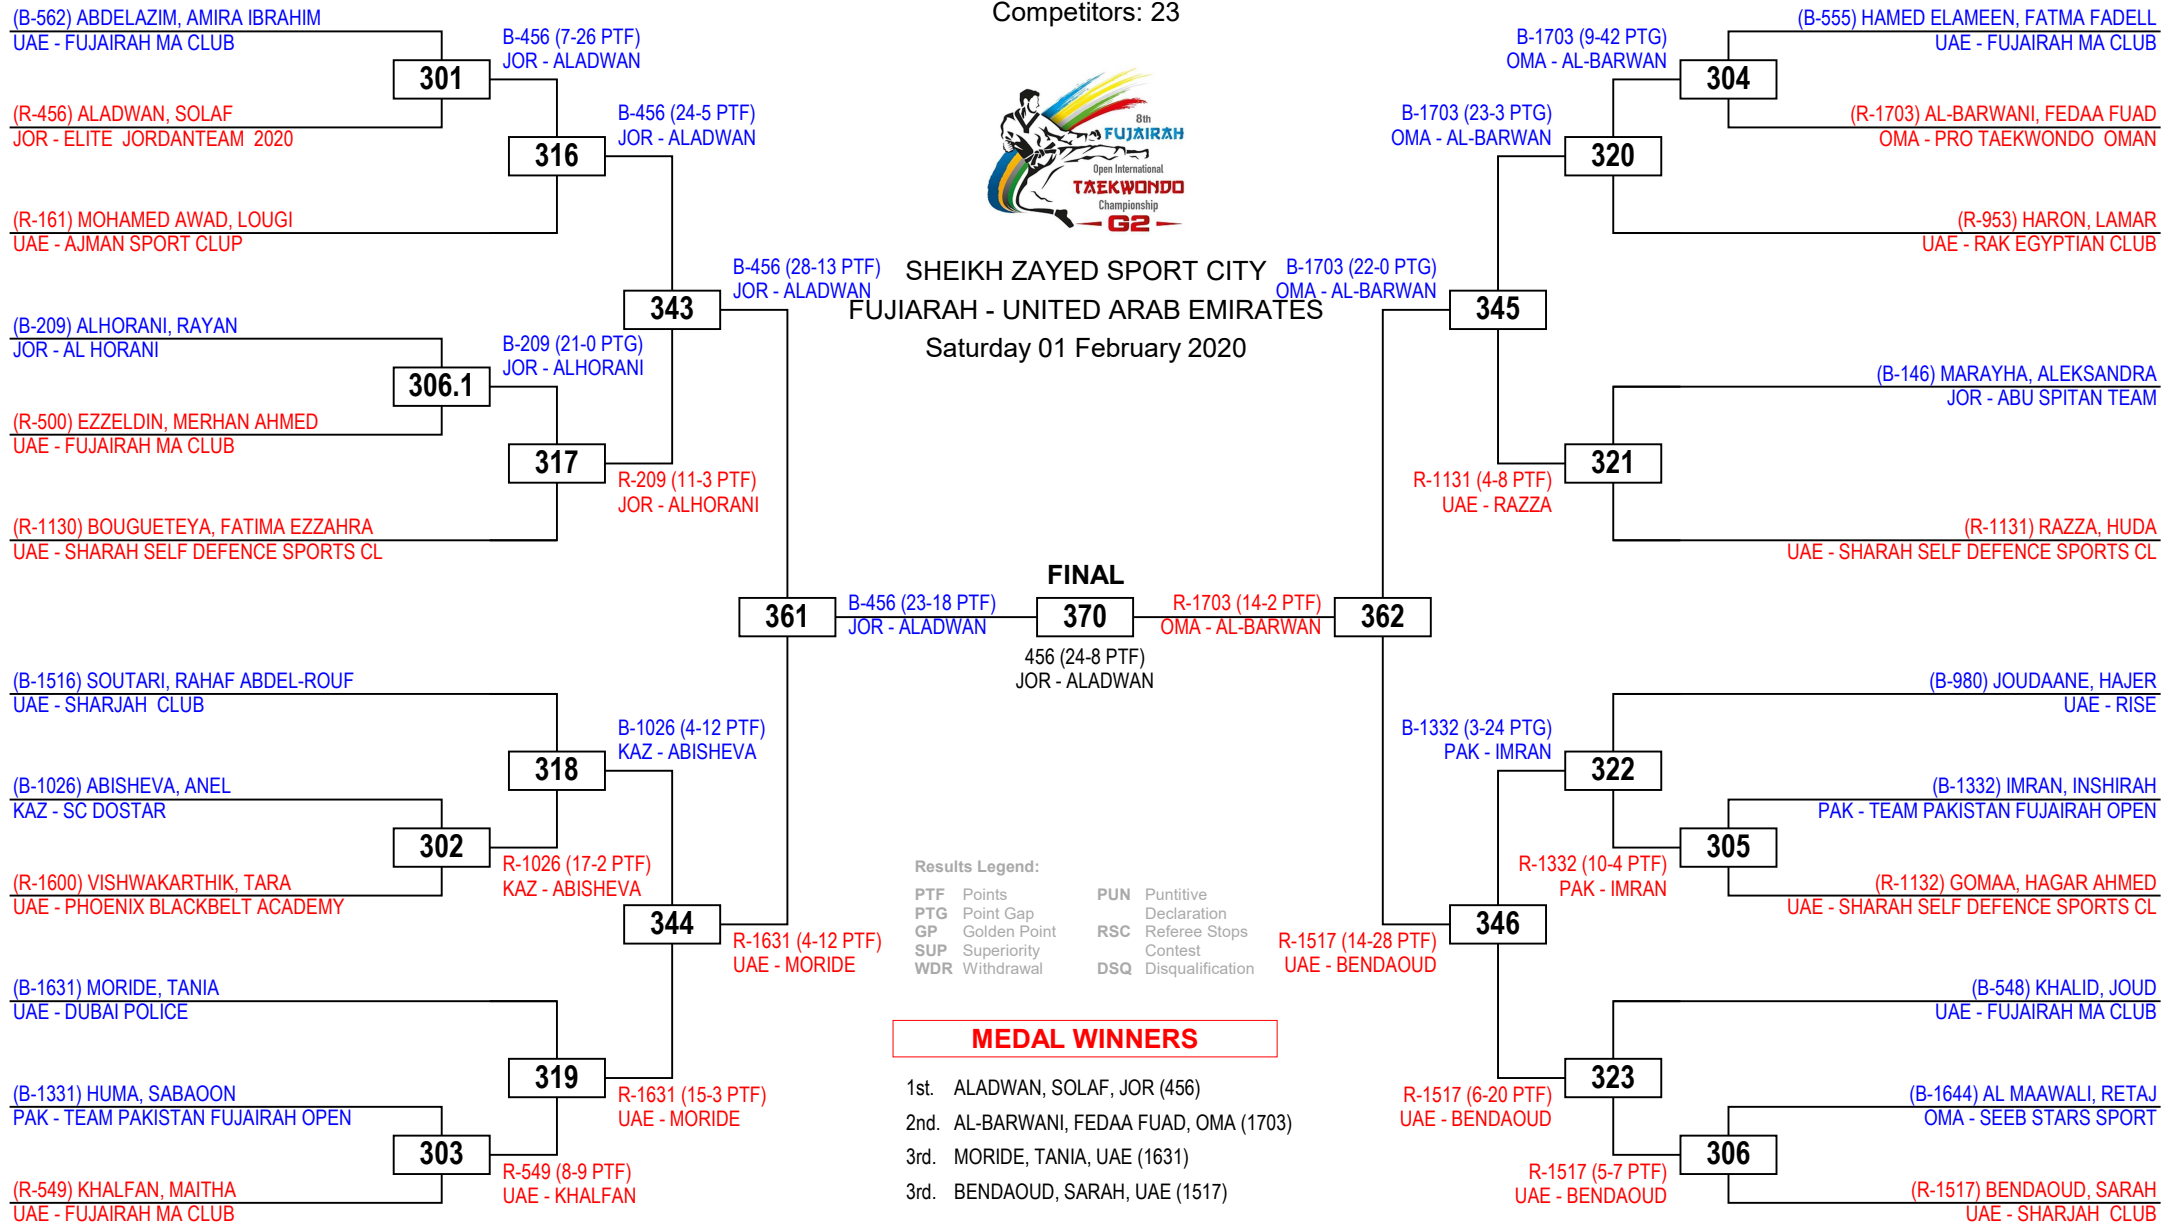 Competitors: 23
(B-562) ABDELAZIM, AMIRA IBRAHIM
UAE - FUJAIRAH MA CLUB
301
(R-456) ALADWAN, SOLAF
JOR - ELITE  JORDANTEAM  2020
B-456 (7-26 PTF)
JOR - ALADWAN
316
(R-161) MOHAMED AWAD, LOUGI
UAE - AJMAN SPORT CLUP
B-456 (24-5 PTF)
JOR - ALADWAN
343
B-456 (28-13 PTF)
JOR - ALADWAN
(B-209) ALHORANI, RAYAN
JOR - AL HORANI
306.1
(R-500) EZZELDIN, MERHAN AHMED
UAE - FUJAIRAH MA CLUB
B-209 (21-0 PTG)
JOR - ALHORANI
317
(R-1130) BOUGUETEYA, FATIMA EZZAHRA
UAE - SHARAH SELF DEFENCE SPORTS CL
R-209 (11-3 PTF)
JOR - ALHORANI
361
B-456 (23-18 PTF)
JOR - ALADWAN
(B-1516) SOUTARI, RAHAF ABDEL-ROUF
UAE - SHARJAH  CLUB
318
B-1026 (4-12 PTF)
KAZ - ABISHEVA
(B-1026) ABISHEVA, ANEL
KAZ - SC DOSTAR
302
(R-1600) VISHWAKARTHIK, TARA
UAE - PHOENIX BLACKBELT ACADEMY
R-1026 (17-2 PTF)
KAZ - ABISHEVA
344
R-1631 (4-12 PTF)
UAE - MORIDE
(B-1631) MORIDE, TANIA
UAE - DUBAI POLICE
319
R-1631 (15-3 PTF)
UAE - MORIDE
(B-1331) HUMA, SABAOON
PAK - TEAM PAKISTAN FUJAIRAH OPEN
303
(R-549) KHALFAN, MAITHA
UAE - FUJAIRAH MA CLUB
R-549 (8-9 PTF)
UAE - KHALFAN
8th
FUJAIRAH
Open International
TAEKWONDO
Championship
G2
SHEIKH ZAYED SPORT CITY
FUJIARAH - UNITED ARAB EMIRATES
Saturday 01 February 2020
FINAL
370
456 (24-8 PTF)
JOR - ALADWAN
Results Legend:
PTF Points
PTG Point Gap
GP Golden Point
SUP Superiority
WDR Withdrawal
PUN Puntitive
Declaration
RSC Referee Stops
Contest
DSQ Disqualification
MEDAL WINNERS
1st. ALADWAN, SOLAF, JOR (456)
2nd. AL-BARWANI, FEDAA FUAD, OMA (1703)
3rd. MORIDE, TANIA, UAE (1631)
3rd. BENDAOUD, SARAH, UAE (1517)
(B-555) HAMED ELAMEEN, FATMA FADELL
UAE - FUJAIRAH MA CLUB
304
(R-1703) AL-BARWANI, FEDAA FUAD
OMA - PRO TAEKWONDO  OMAN
B-1703 (9-42 PTG)
OMA - AL-BARWAN
320
(R-953) HARON, LAMAR
UAE - RAK EGYPTIAN CLUB
B-1703 (23-3 PTG)
OMA - AL-BARWAN
345
B-1703 (22-0 PTG)
OMA - AL-BARWAN
(B-146) MARAYHA, ALEKSANDRA
JOR - ABU SPITAN TEAM
321
(R-1131) RAZZA, HUDA
UAE - SHARAH SELF DEFENCE SPORTS CL
R-1131 (4-8 PTF)
UAE - RAZZA
362
R-1703 (14-2 PTF)
OMA - AL-BARWAN
(B-980) JOUDAANE, HAJER
UAE - RISE
322
B-1332 (3-24 PTG)
PAK - IMRAN
(B-1332) IMRAN, INSHIRAH
PAK - TEAM PAKISTAN FUJAIRAH OPEN
305
(R-1132) GOMAA, HAGAR AHMED
UAE - SHARAH SELF DEFENCE SPORTS CL
R-1332 (10-4 PTF)
PAK - IMRAN
346
R-1517 (14-28 PTF)
UAE - BENDAOUD
(B-548) KHALID, JOUD
UAE - FUJAIRAH MA CLUB
323
R-1517 (6-20 PTF)
UAE - BENDAOUD
(B-1644) AL MAAWALI, RETAJ
OMA - SEEB STARS SPORT
306
(R-1517) BENDAOUD, SARAH
UAE - SHARJAH  CLUB
R-1517 (5-7 PTF)
UAE - BENDAOUD